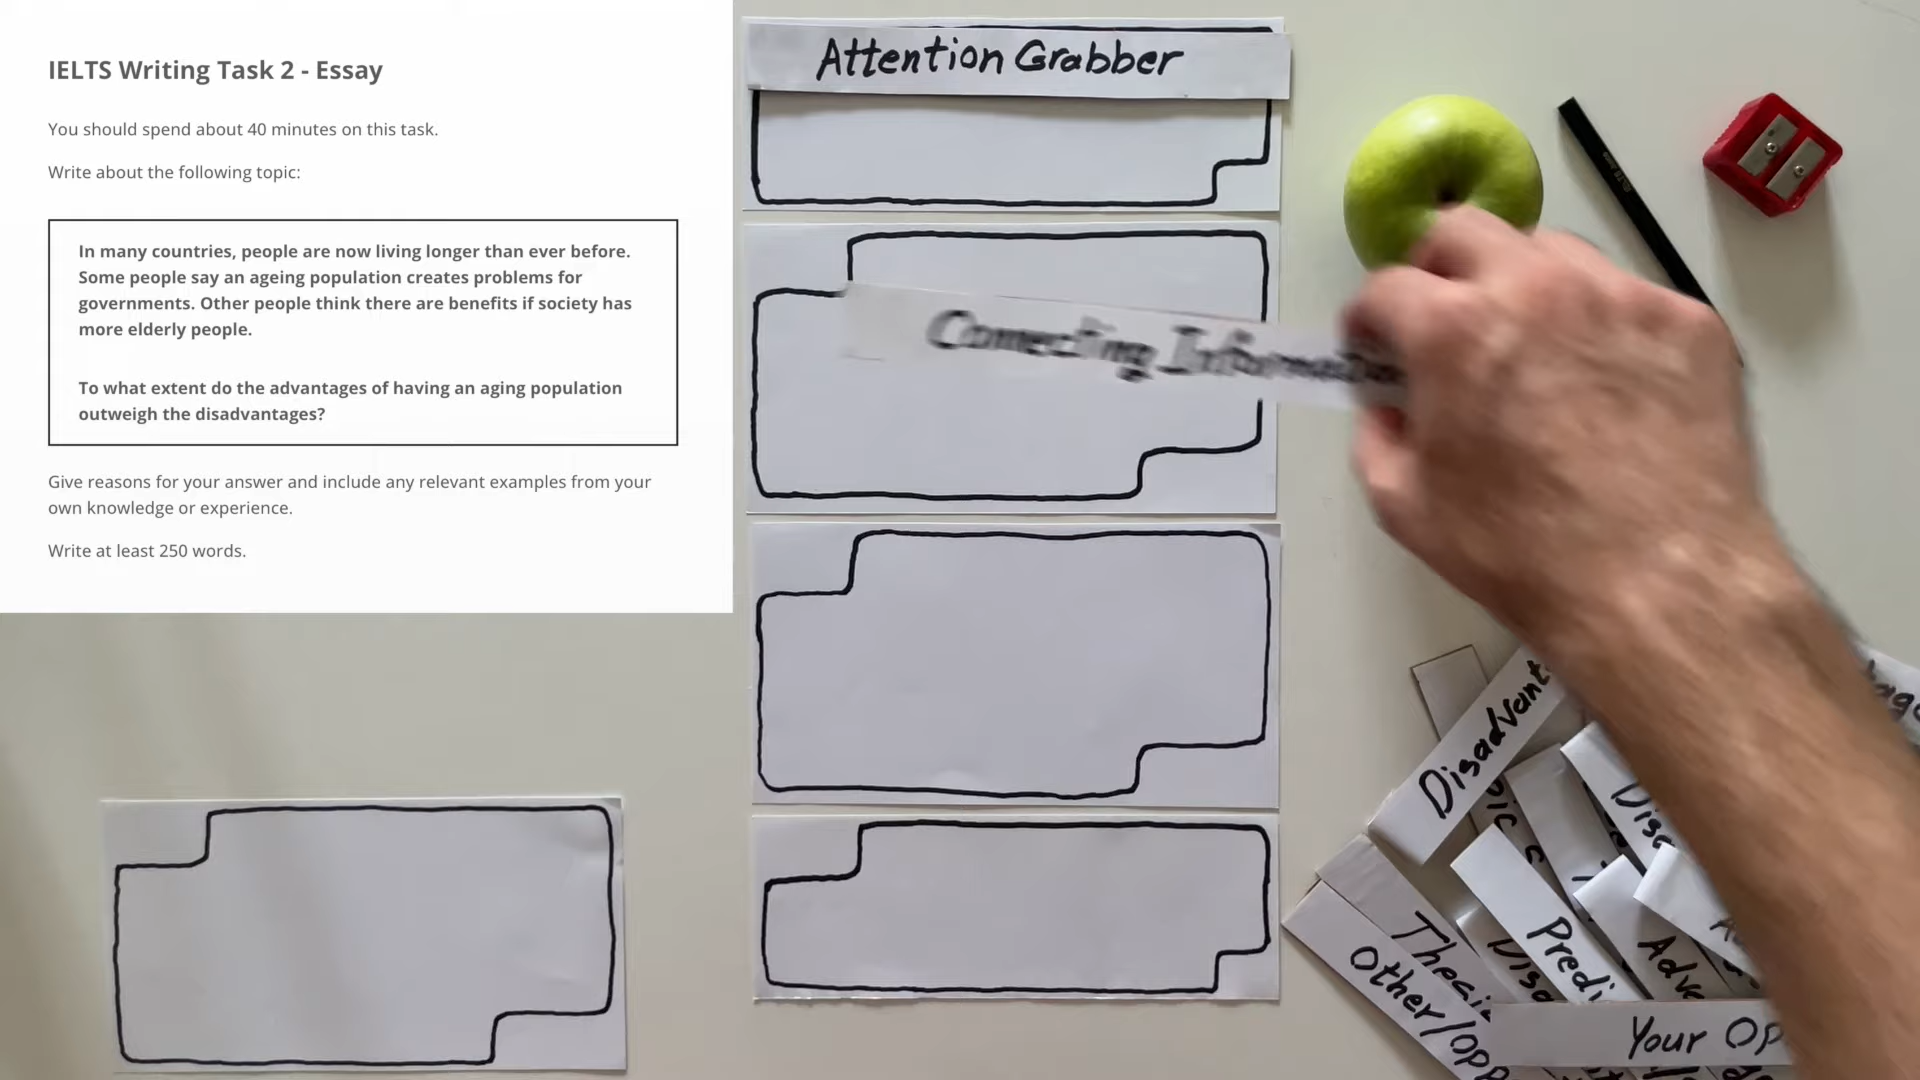 IELTS Writing Task 2 - Essay
You should spend about 40 minutes on this task.
Write about the following topic:
In many countries, people are now living longer than ever before.
Some people say an ageing population creates problems for
governments. Other people think there are benefits if society has
more elderly people.
To what extent do the advantages of having an aging population
outweigh the disadvantages?
Give reasons for your answer and include any relevant examples from your
own knowledge or experience.
Write at least 250 words.
Attention Grabber
Connecting Information
Disadvant
pic
Disa
Thesis
Disa
Predi
Adva
Other/Opp
Your Op